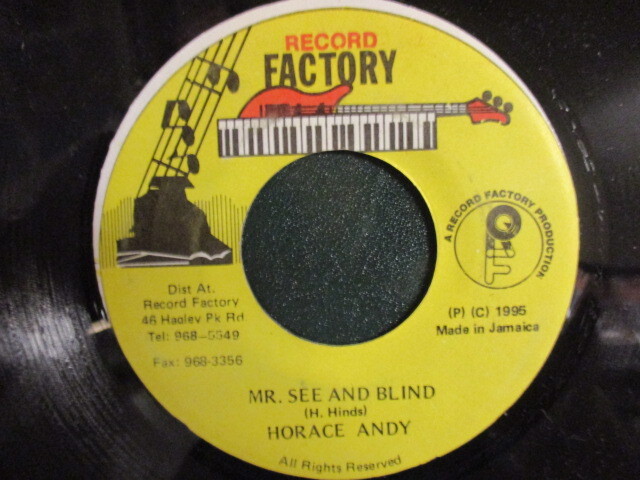 RECORD
FACTORY
A RECORD FACTORY PRODUCTION
Dist At.
Record Factory
46 Hagley Pk Rd.
Tel: 968-5549
Fax: 968-3356
(P) (C) 1995
Made in Jamaica
MR. SEE AND BLIND
(H. Hinds)
HORACE ANDY
All Rights Reserved